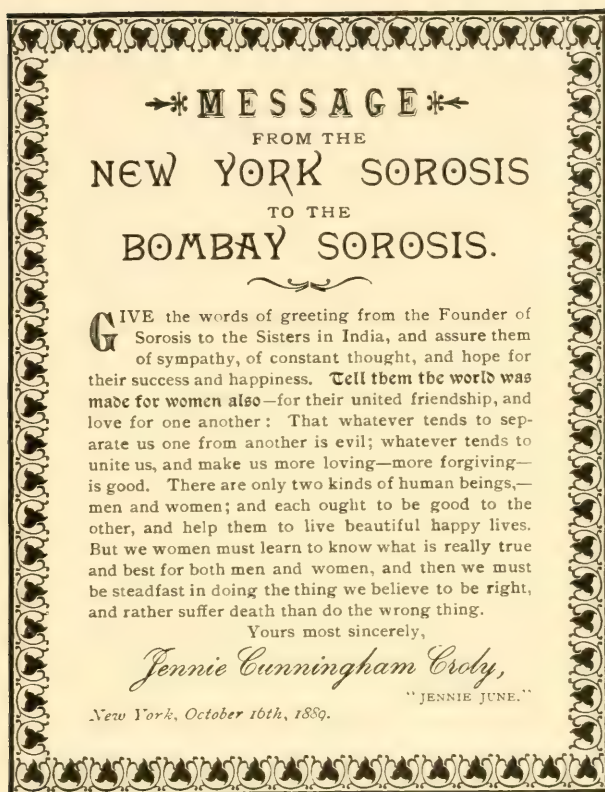 MESSAGE
FROM THE
NEW YORK SOROSIS
TO THE
BOMBAY SOROSIS.
GIVE the words of greeting from the Founder of
Sorosis to the Sisters in India, and assure them
of sympathy, of constant thought, and hope for
their success and happiness. Tell them the world was
made for women also—for their united friendship, and
love for one another: That whatever tends to sep-
arate us one from another is evil; whatever tends to
unite us, and make us more loving—more forgiving—
is good. There are only two kinds of human beings,—
men and women; and each ought to be good to the
other, and help them to live beautiful happy lives.
But we women must learn to know what is really true
and best for both men and women, and then we must
be steadfast in doing the thing we believe to be right,
and rather suffer death than do the wrong thing.
Yours most sincerely,
Jennie Cunningham Croly,
"JENNIE JUNE."
New York, October 16th, 1889.